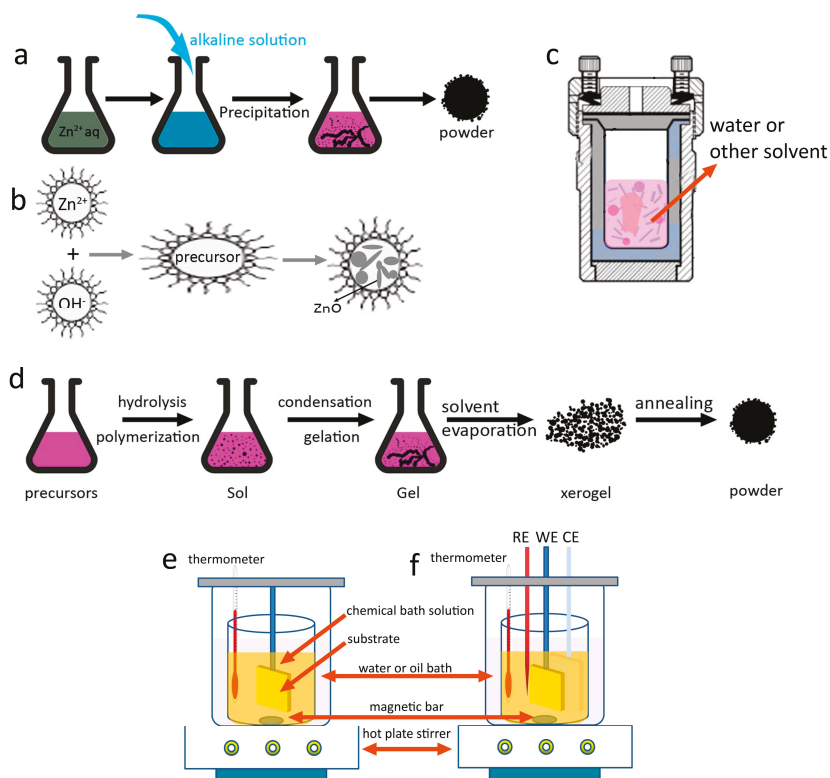 a
alkaline solution
Zn²⁺ aq
Precipitation
powder
b
Zn²⁺
+
OH⁻
precursor
ZnO
c
water or
other solvent
d
hydrolysis
polymerization
condensation
gelation
solvent
evaporation
annealing
precursors
Sol
Gel
xerogel
powder
e
thermometer
chemical bath solution
substrate
water or oil bath
magnetic bar
hot plate stirrer
f
RE WE CE
thermometer